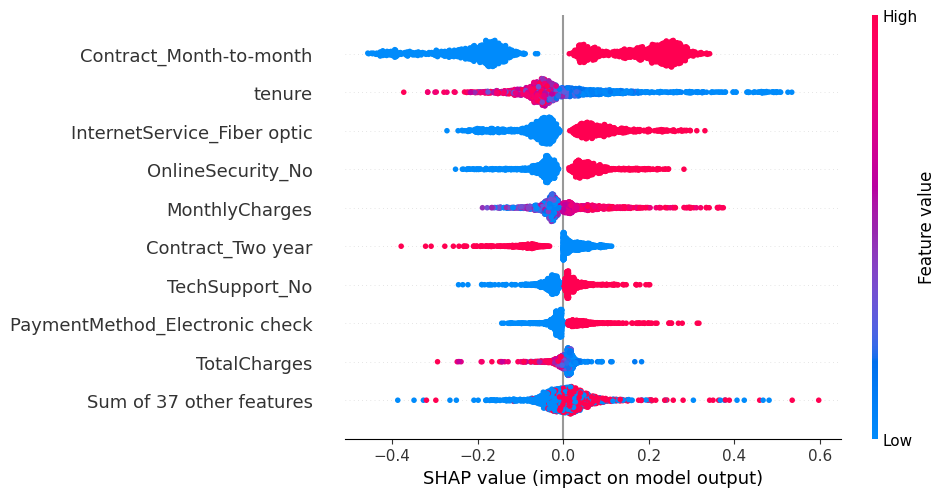 High
Contract_Month-to-month
tenure
InternetService_Fiber optic
OnlineSecurity_No
MonthlyCharges
Contract_Two year
TechSupport_No
PaymentMethod_Electronic check
TotalCharges
Sum of 37 other features
Feature value
Low
−0.4 −0.2 0.0 0.2 0.4 0.6
SHAP value (impact on model output)